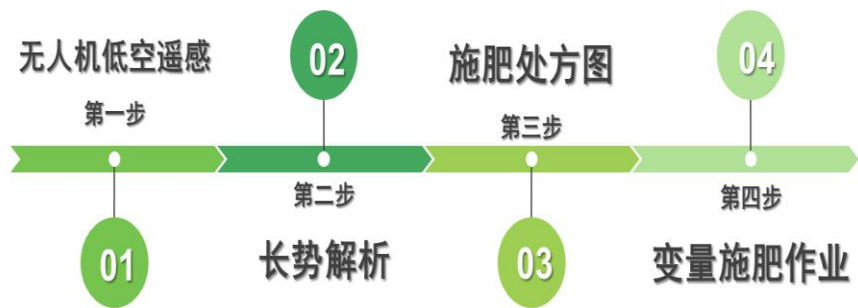 无人机低空遥感
第一步
01
02
第二步
长势解析
施肥处方图
第三步
03
04
第四步
变量施肥作业